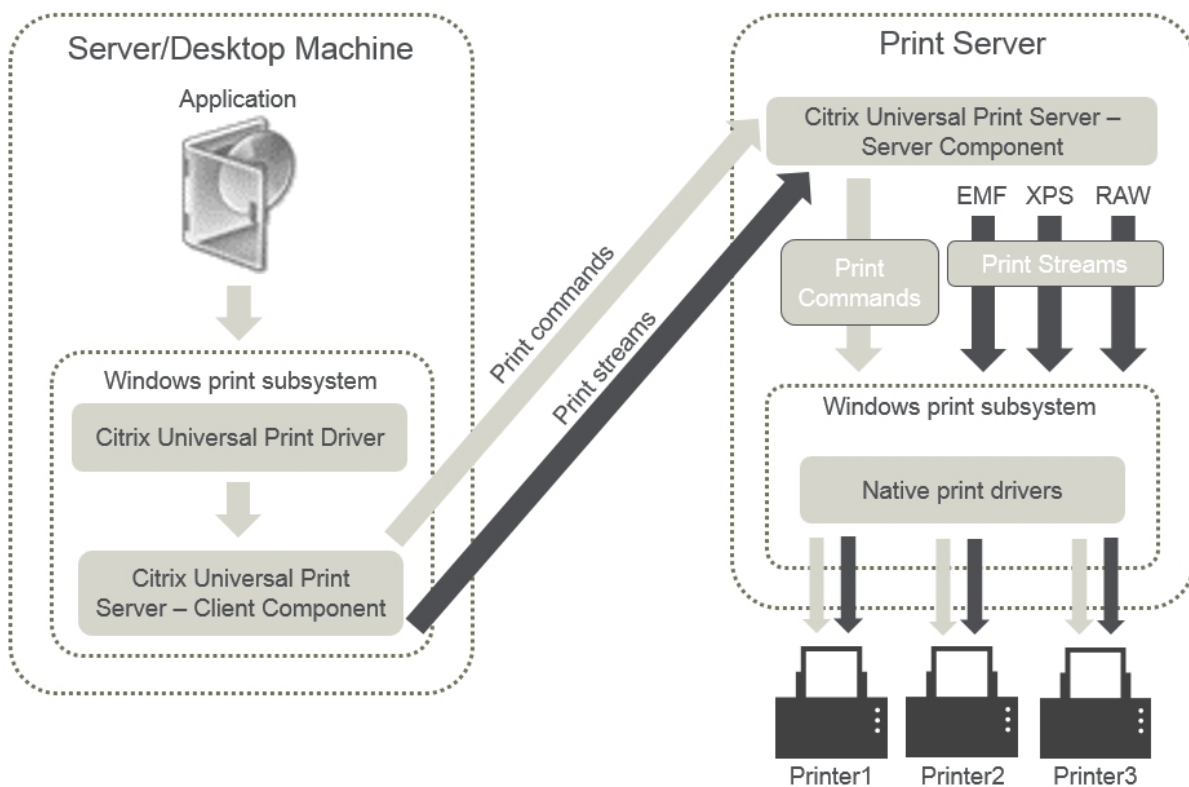 Server/Desktop Machine
Application
Windows print subsystem
Citrix Universal Print Driver
Citrix Universal Print
Server – Client Component
Print commands
Print streams
Print Server
Citrix Universal Print Server –
Server Component
EMF XPS RAW
Print
Commands
Print Streams
Windows print subsystem
Native print drivers
Printer1 Printer2 Printer3